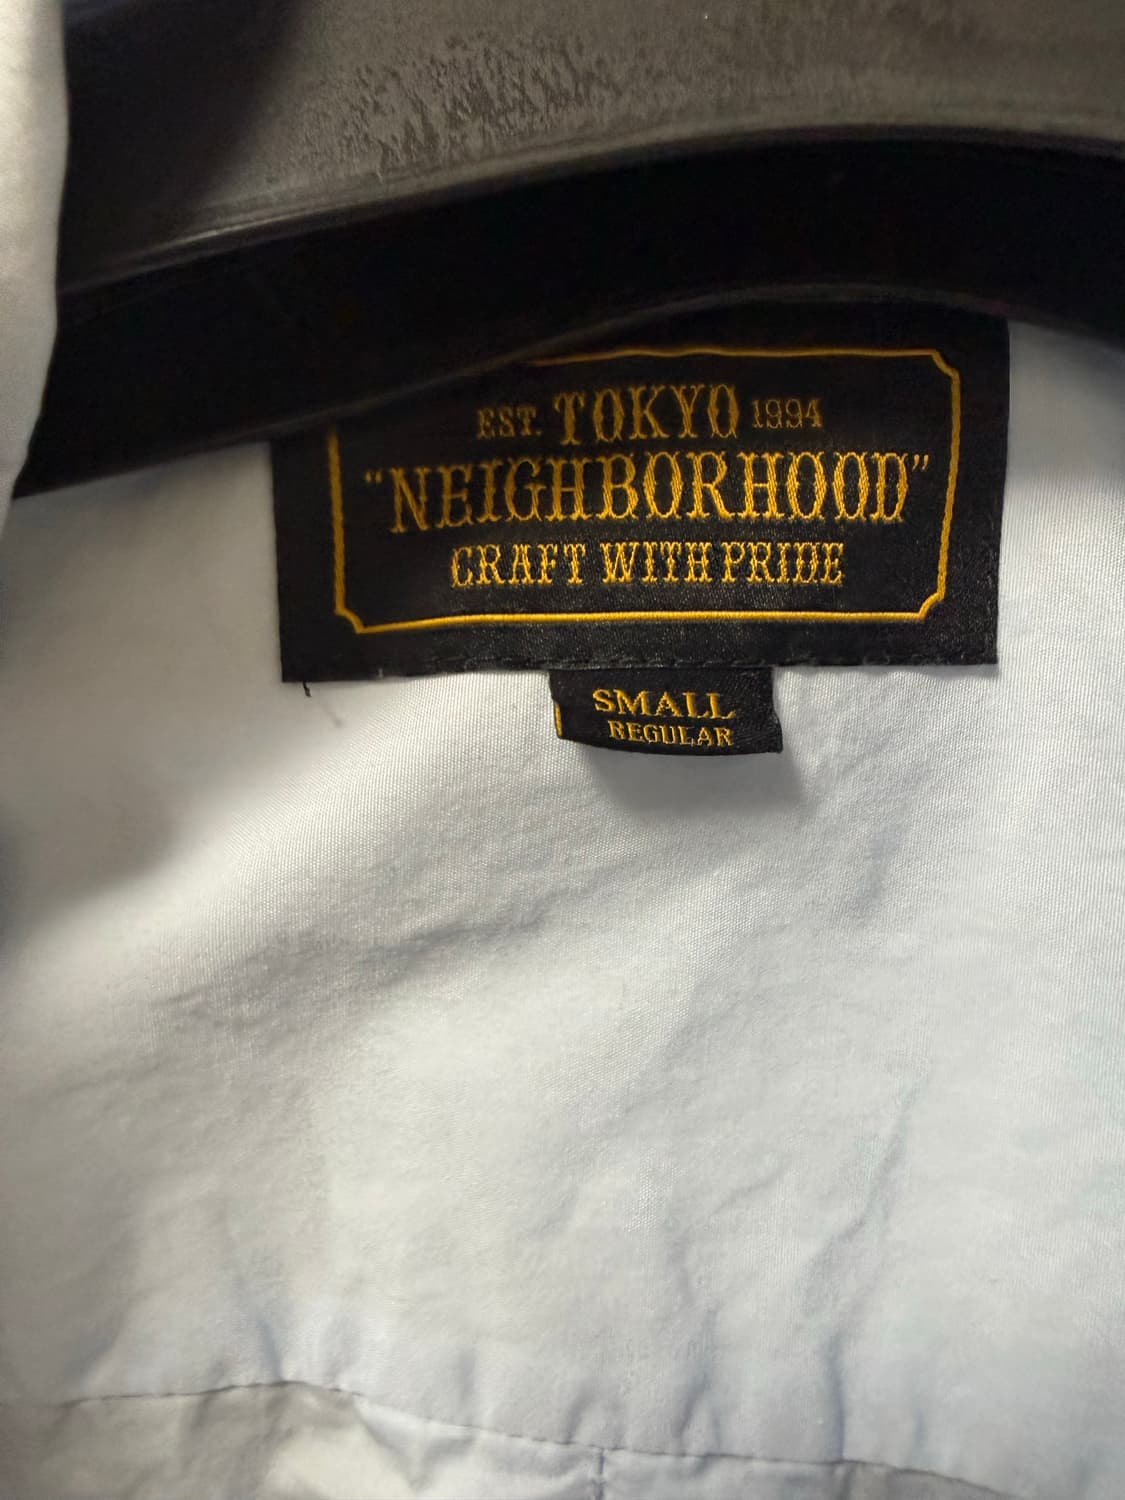 EST. TOKYO 1994
"NEIGHBORHOOD"
CRAFT WITH PRIDE
SMALL
REGULAR